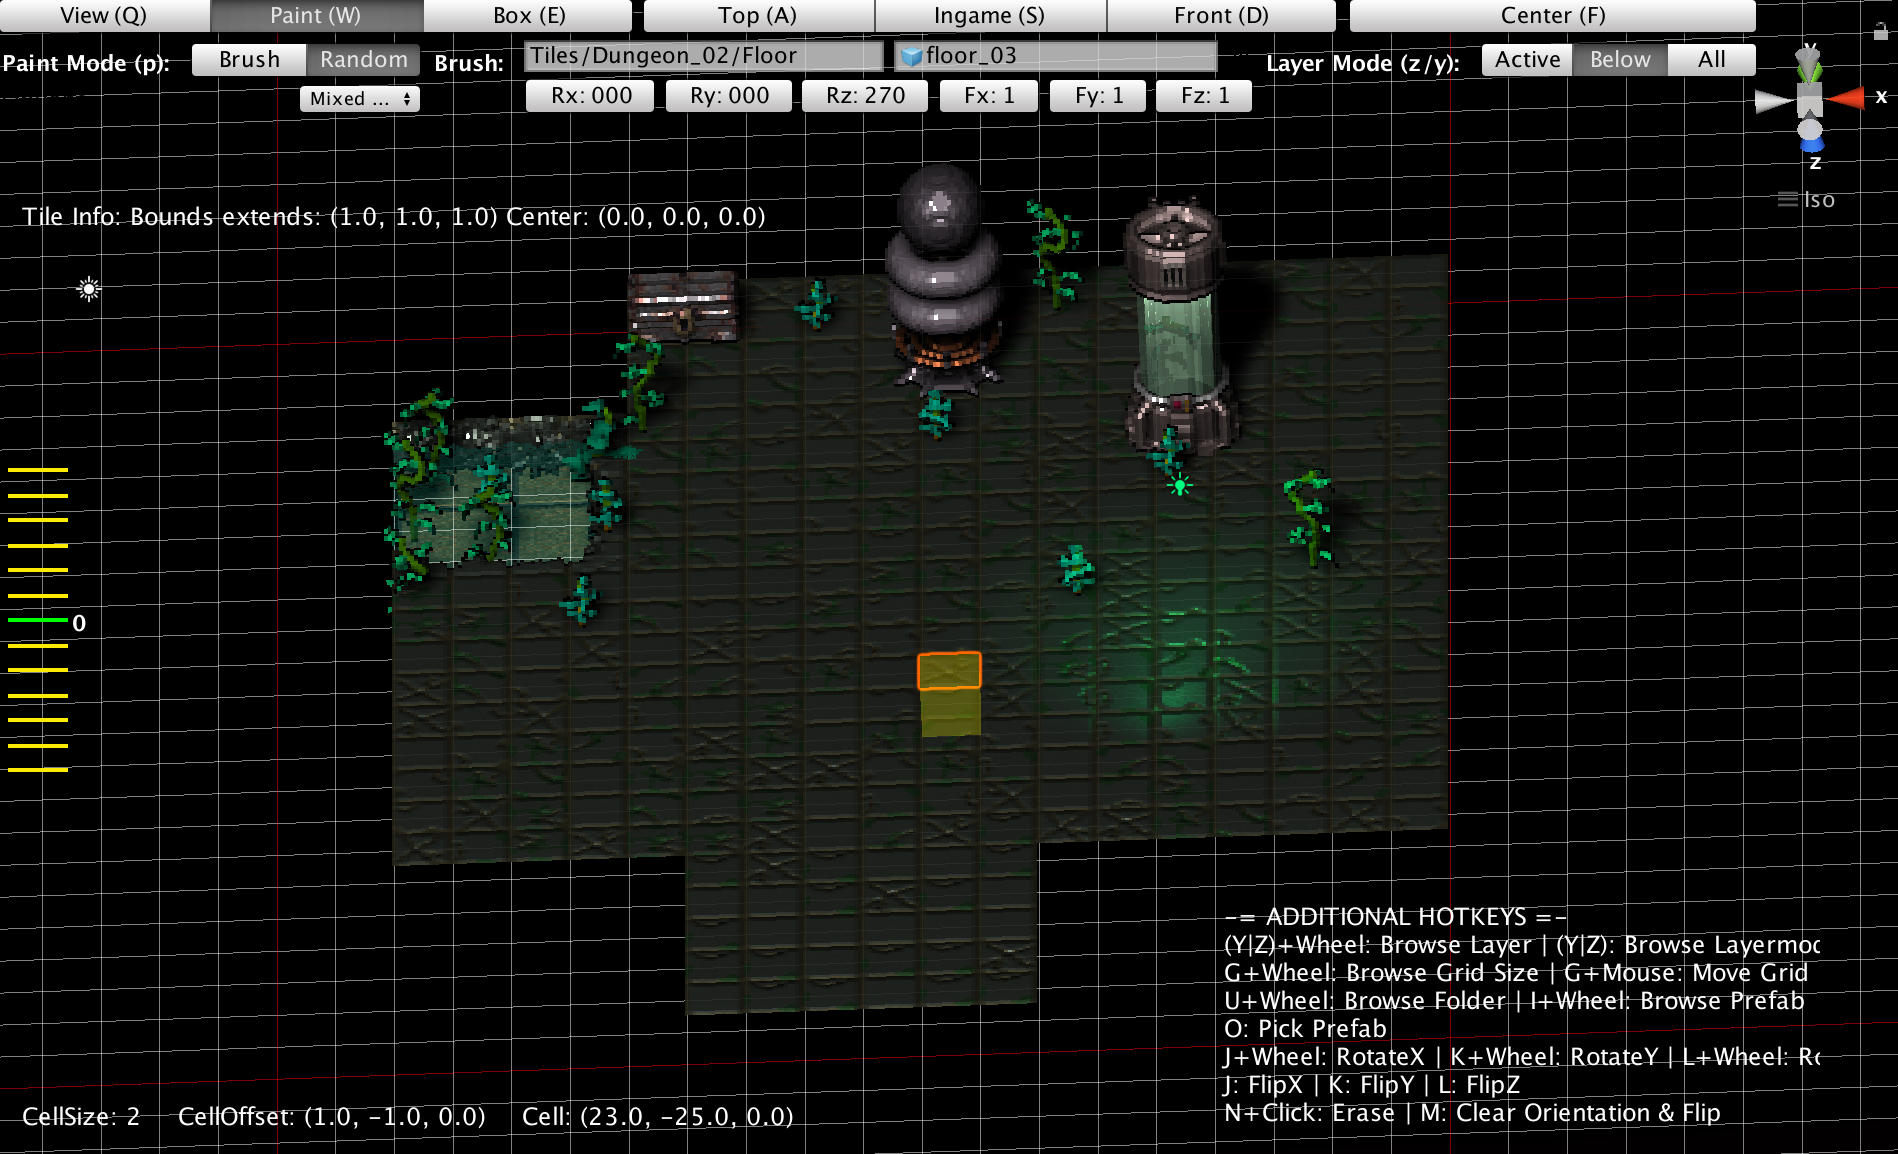 View (Q) Paint (W) Box (E) Top (A) Ingame (S) Front (D) Center (F)
Paint Mode (p): Brush Random Brush: Tiles/Dungeon_02/Floor floor_03 Layer Mode (z/y): Active Below All
Mixed ... Rx: 000 Ry: 000 Rz: 270 Fx: 1 Fy: 1 Fz: 1
y
x
z
Iso
Tile Info: Bounds extends: (1.0, 1.0, 1.0) Center: (0.0, 0.0, 0.0)
0
-= ADDITIONAL HOTKEYS =-
(Y|Z)+Wheel: Browse Layer | (Y|Z): Browse Layermod
G+Wheel: Browse Grid Size | G+Mouse: Move Grid
U+Wheel: Browse Folder | I+Wheel: Browse Prefab
O: Pick Prefab
J+Wheel: RotateX | K+Wheel: RotateY | L+Wheel: Ro
J: FlipX | K: FlipY | L: FlipZ
N+Click: Erase | M: Clear Orientation & Flip
CellSize: 2 CellOffset: (1.0, -1.0, 0.0) Cell: (23.0, -25.0, 0.0)